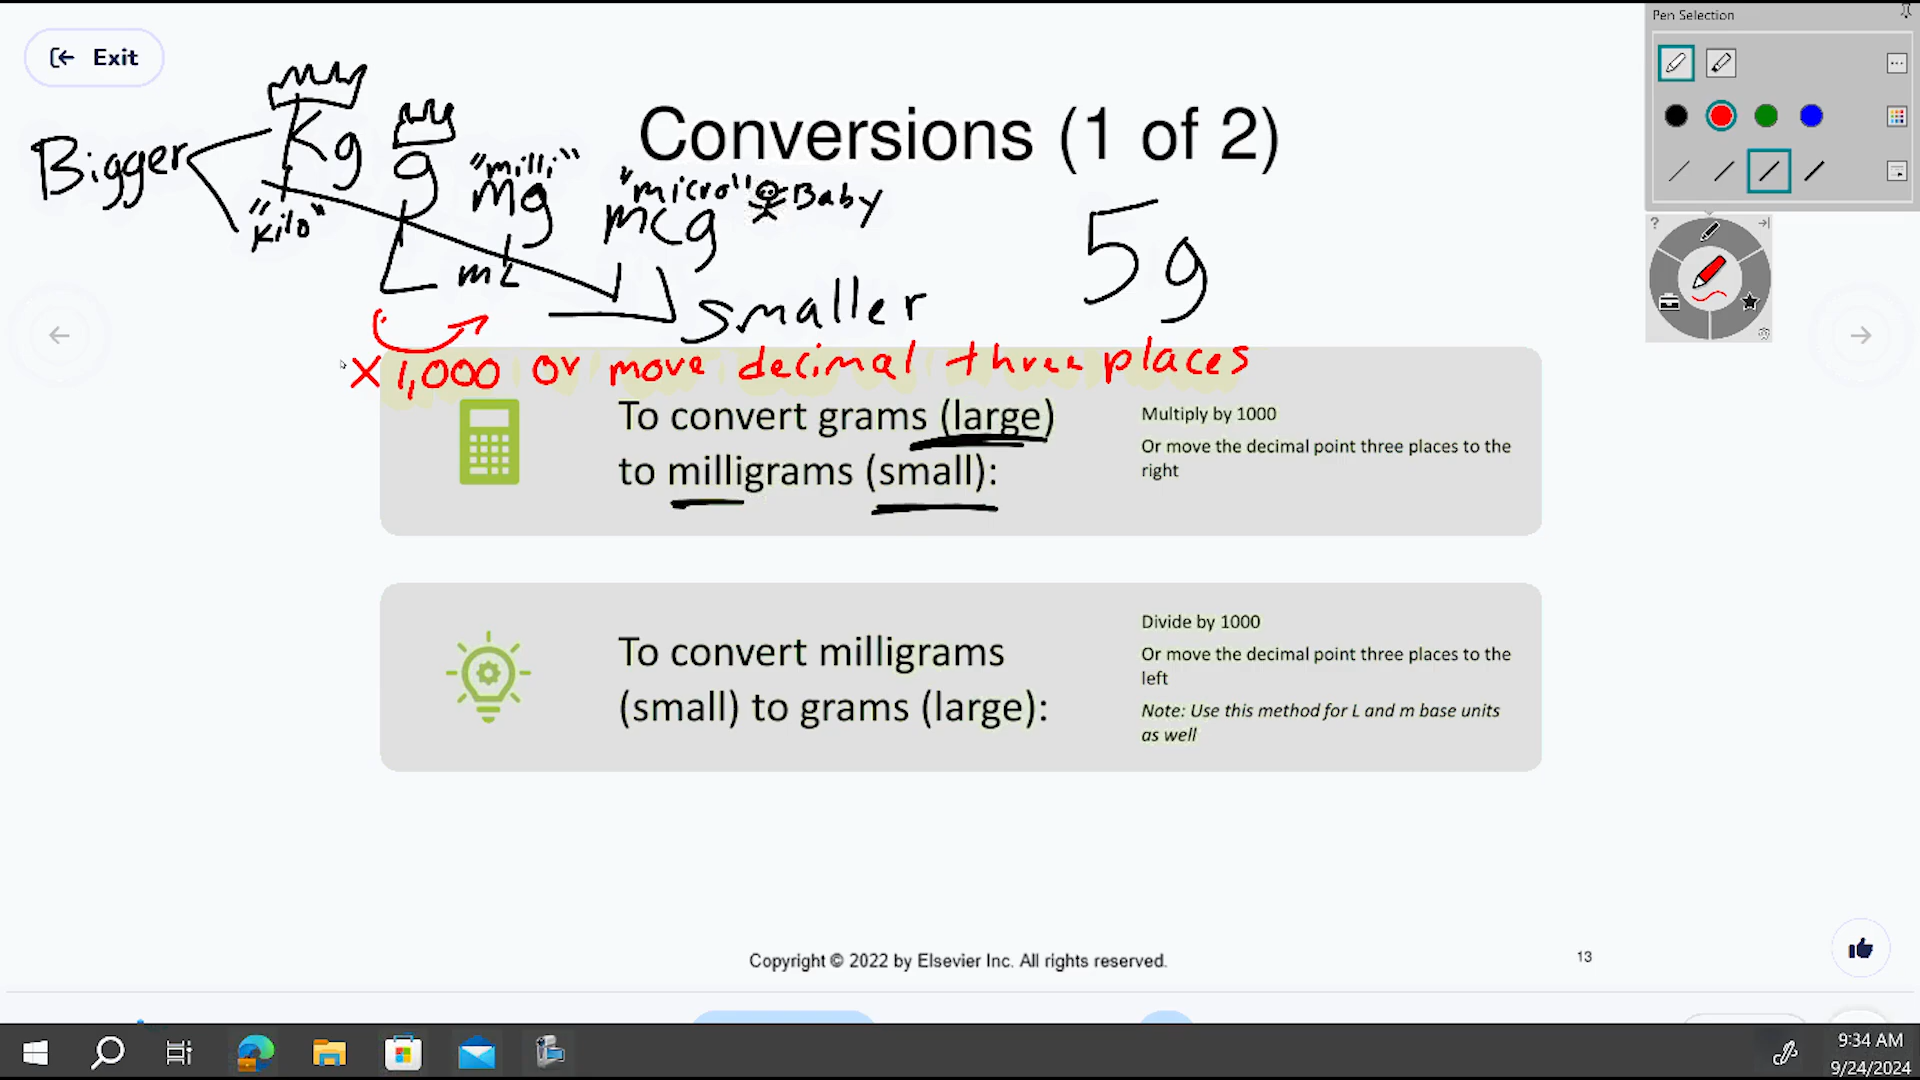 Pen Selection
Exit
Conversions (1 of 2)
Bigger
Kg
g
"milli"
mg
"micro" Baby
mcg
"Kilo"
L
mL
smaller
5g
x 1,000 or move decimal three places
To convert grams (large)
to milligrams (small):
Multiply by 1000
Or move the decimal point three places to the
right
To convert milligrams
(small) to grams (large):
Divide by 1000
Or move the decimal point three places to the
left
Note: Use this method for L and m base units
as well
Copyright © 2022 by Elsevier Inc. All rights reserved.
13
9:34 AM
9/24/2024